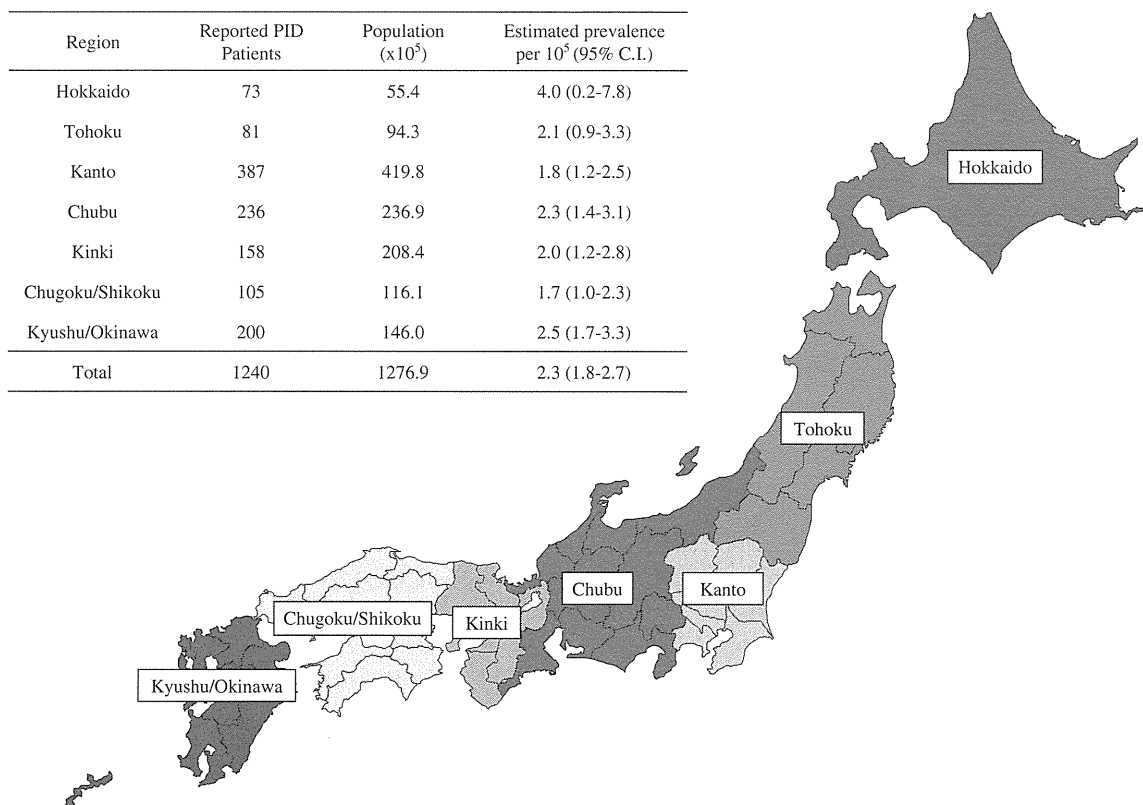 Region Reported PID Patients Population (x10⁵) Estimated prevalence per 10⁵ (95% C.I.)
Hokkaido 73 55.4 4.0 (0.2-7.8)
Tohoku 81 94.3 2.1 (0.9-3.3)
Kanto 387 419.8 1.8 (1.2-2.5)
Chubu 236 236.9 2.3 (1.4-3.1)
Kinki 158 208.4 2.0 (1.2-2.8)
Chugoku/Shikoku 105 116.1 1.7 (1.0-2.3)
Kyushu/Okinawa 200 146.0 2.5 (1.7-3.3)
Total 1240 1276.9 2.3 (1.8-2.7)
Hokkaido
Tohoku
Chubu
Kanto
Chugoku/Shikoku
Kinki
Kyushu/Okinawa